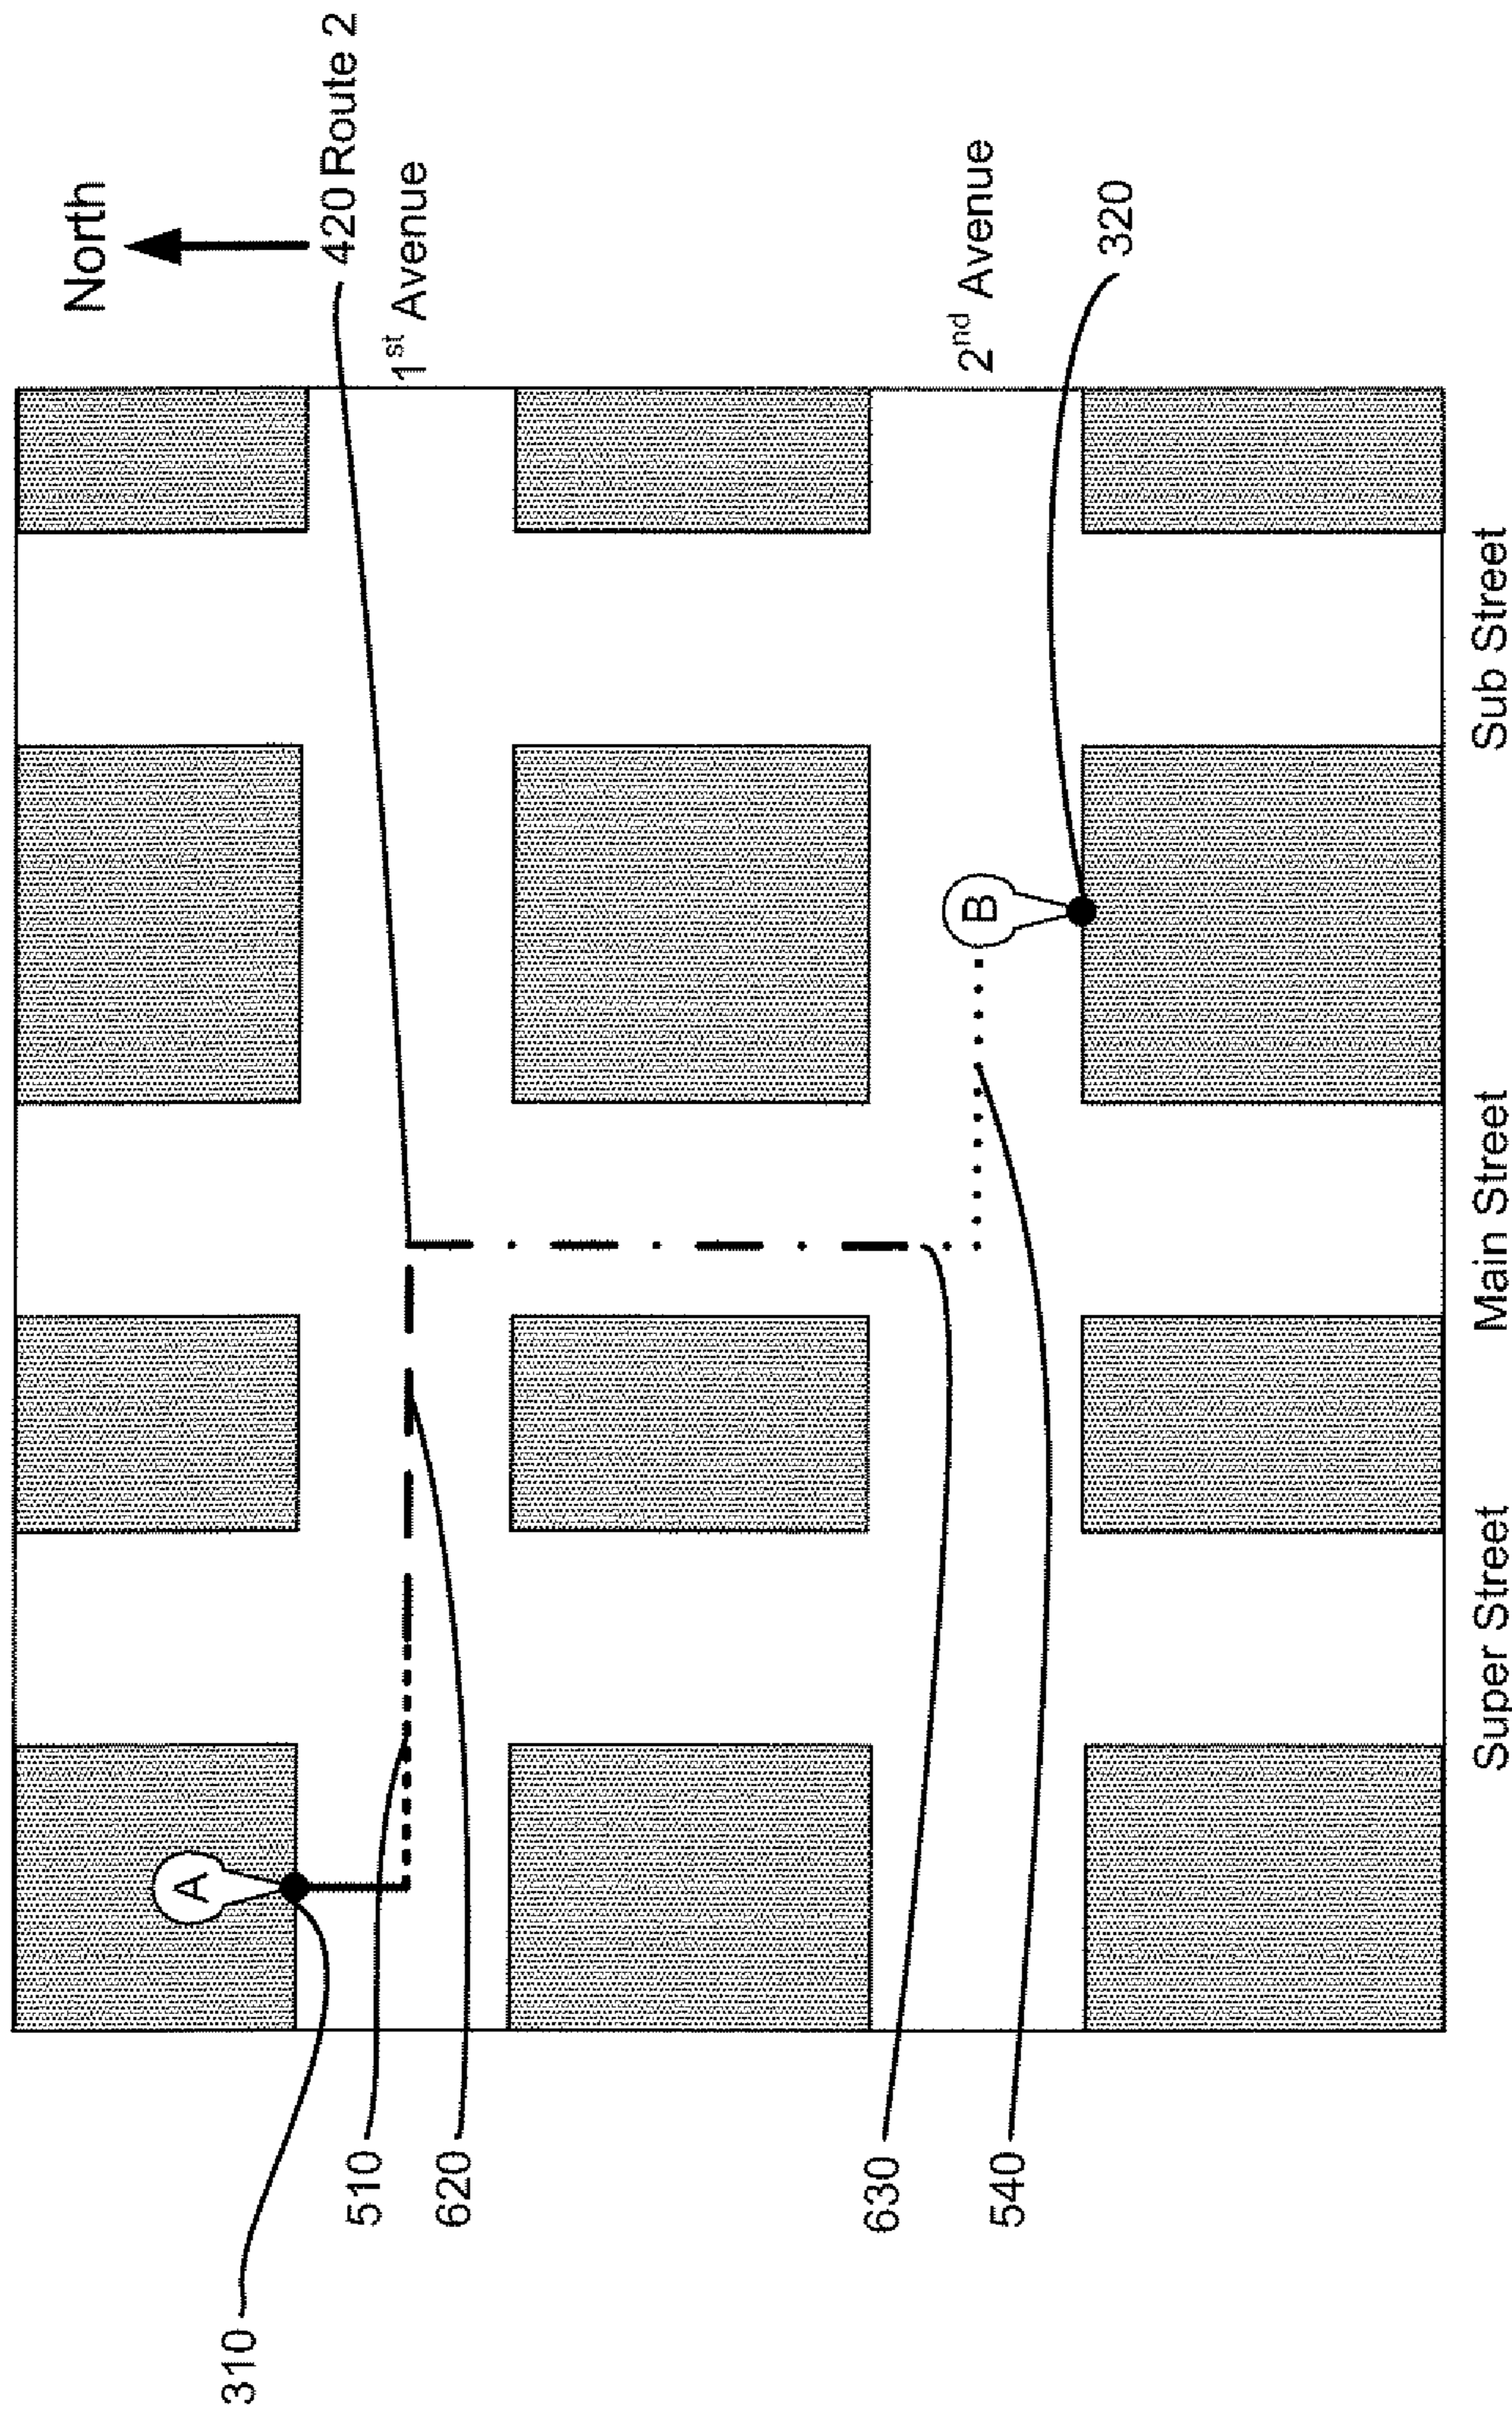 North
420 Route 2
1st Avenue
2nd Avenue
320
A
B
310
510
620
630
540
Super Street
Main Street
Sub Street